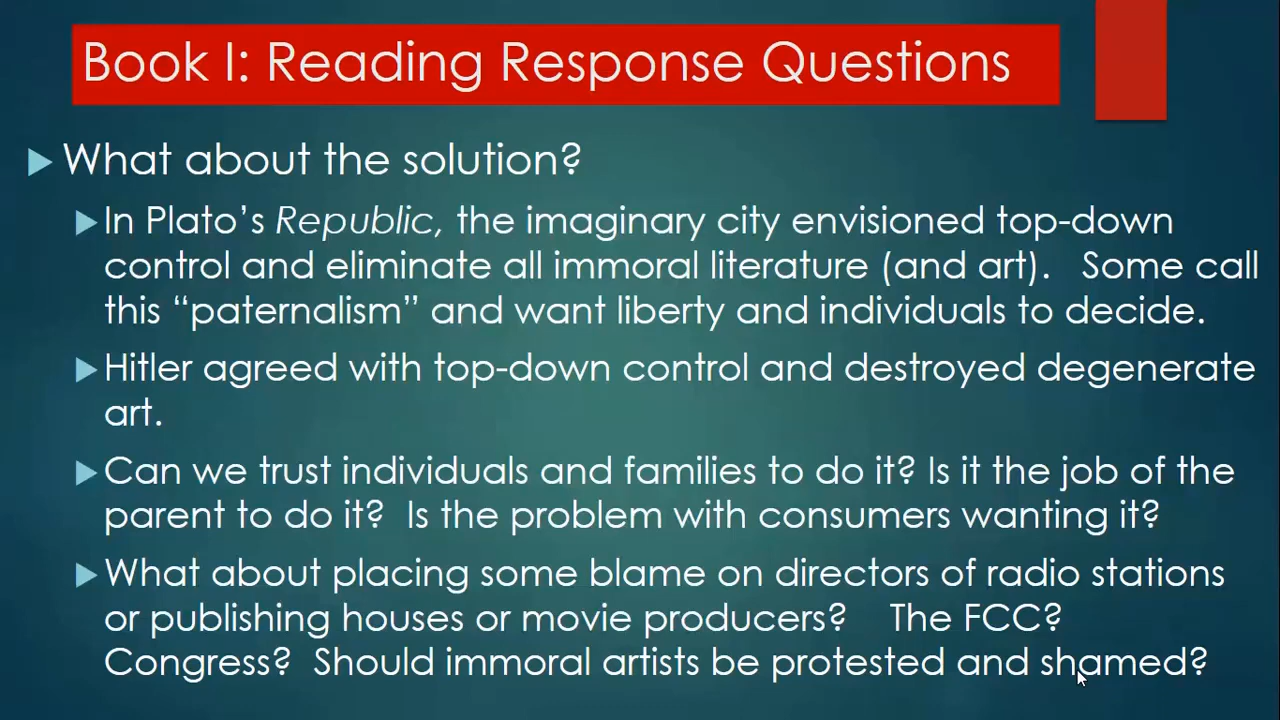 Book I: Reading Response Questions
What about the solution?
In Plato’s Republic, the imaginary city envisioned top-down
control and eliminate all immoral literature (and art).   Some call
this “paternalism” and want liberty and individuals to decide.
Hitler agreed with top-down control and destroyed degenerate
art.
Can we trust individuals and families to do it? Is it the job of the
parent to do it?  Is the problem with consumers wanting it?
What about placing some blame on directors of radio stations
or publishing houses or movie producers?    The FCC?
Congress?  Should immoral artists be protested and shamed?